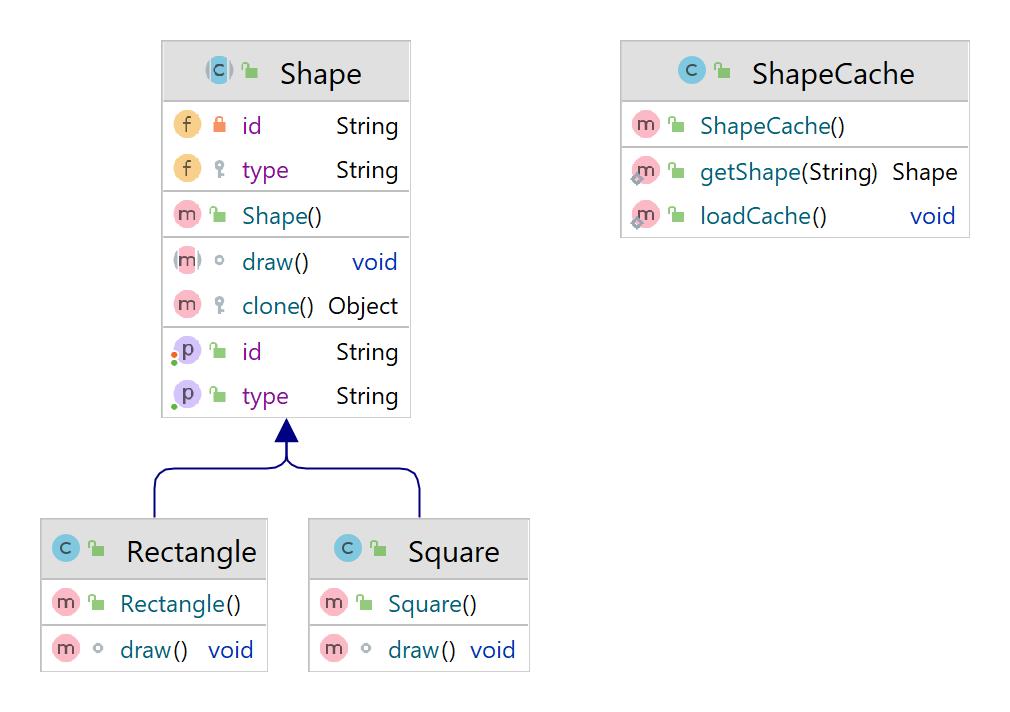 C Shape
f id String
f type String
m Shape()
m draw() void
m clone() Object
p id String
p type String
C ShapeCache
m ShapeCache()
m getShape(String) Shape
m loadCache() void
C Rectangle
m Rectangle()
m draw() void
C Square
m Square()
m draw() void